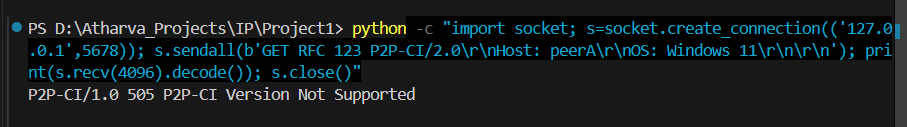 PS D:\Atharva_Projects\IP\Project1> python -c "import socket; s=socket.create_connection(('127.0
.0.1',5678)); s.sendall(b'GET RFC 123 P2P-CI/2.0\r\nHost: peerA\r\nOS: Windows 11\r\n\r\n'); pri
nt(s.recv(4096).decode()); s.close()"
P2P-CI/1.0 505 P2P-CI Version Not Supported